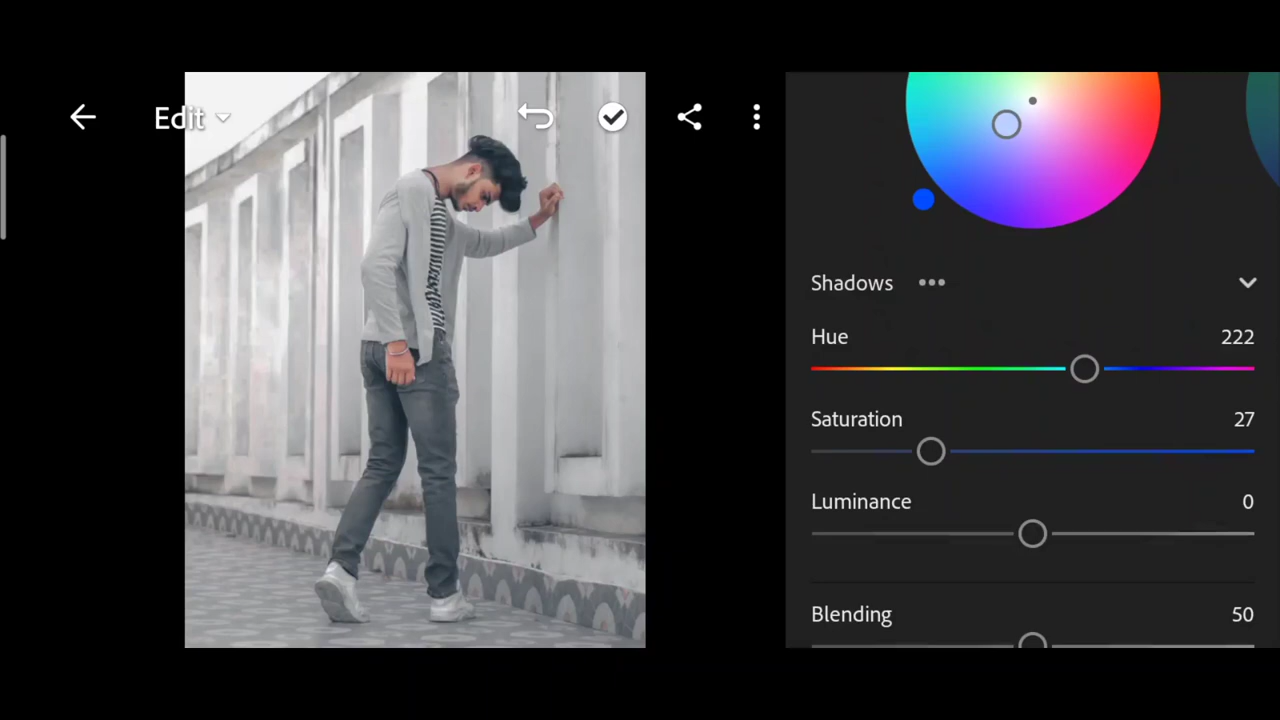 Edit
Shadows
Hue 222
Saturation 27
Luminance 0
Blending 50